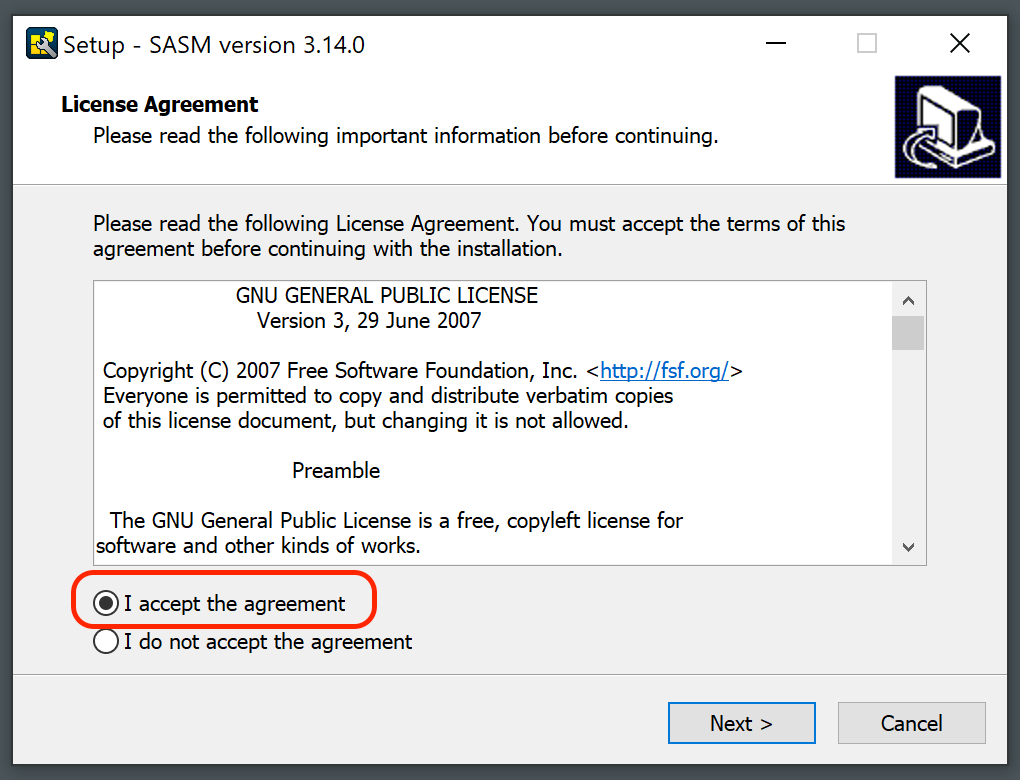 Setup - SASM version 3.14.0
License Agreement
Please read the following important information before continuing.
Please read the following License Agreement. You must accept the terms of this
agreement before continuing with the installation.
GNU GENERAL PUBLIC LICENSE
Version 3, 29 June 2007
Copyright (C) 2007 Free Software Foundation, Inc. <http://fsf.org/>
Everyone is permitted to copy and distribute verbatim copies
of this license document, but changing it is not allowed.
Preamble
The GNU General Public License is a free, copyleft license for
software and other kinds of works.
I accept the agreement
I do not accept the agreement
Next >
Cancel